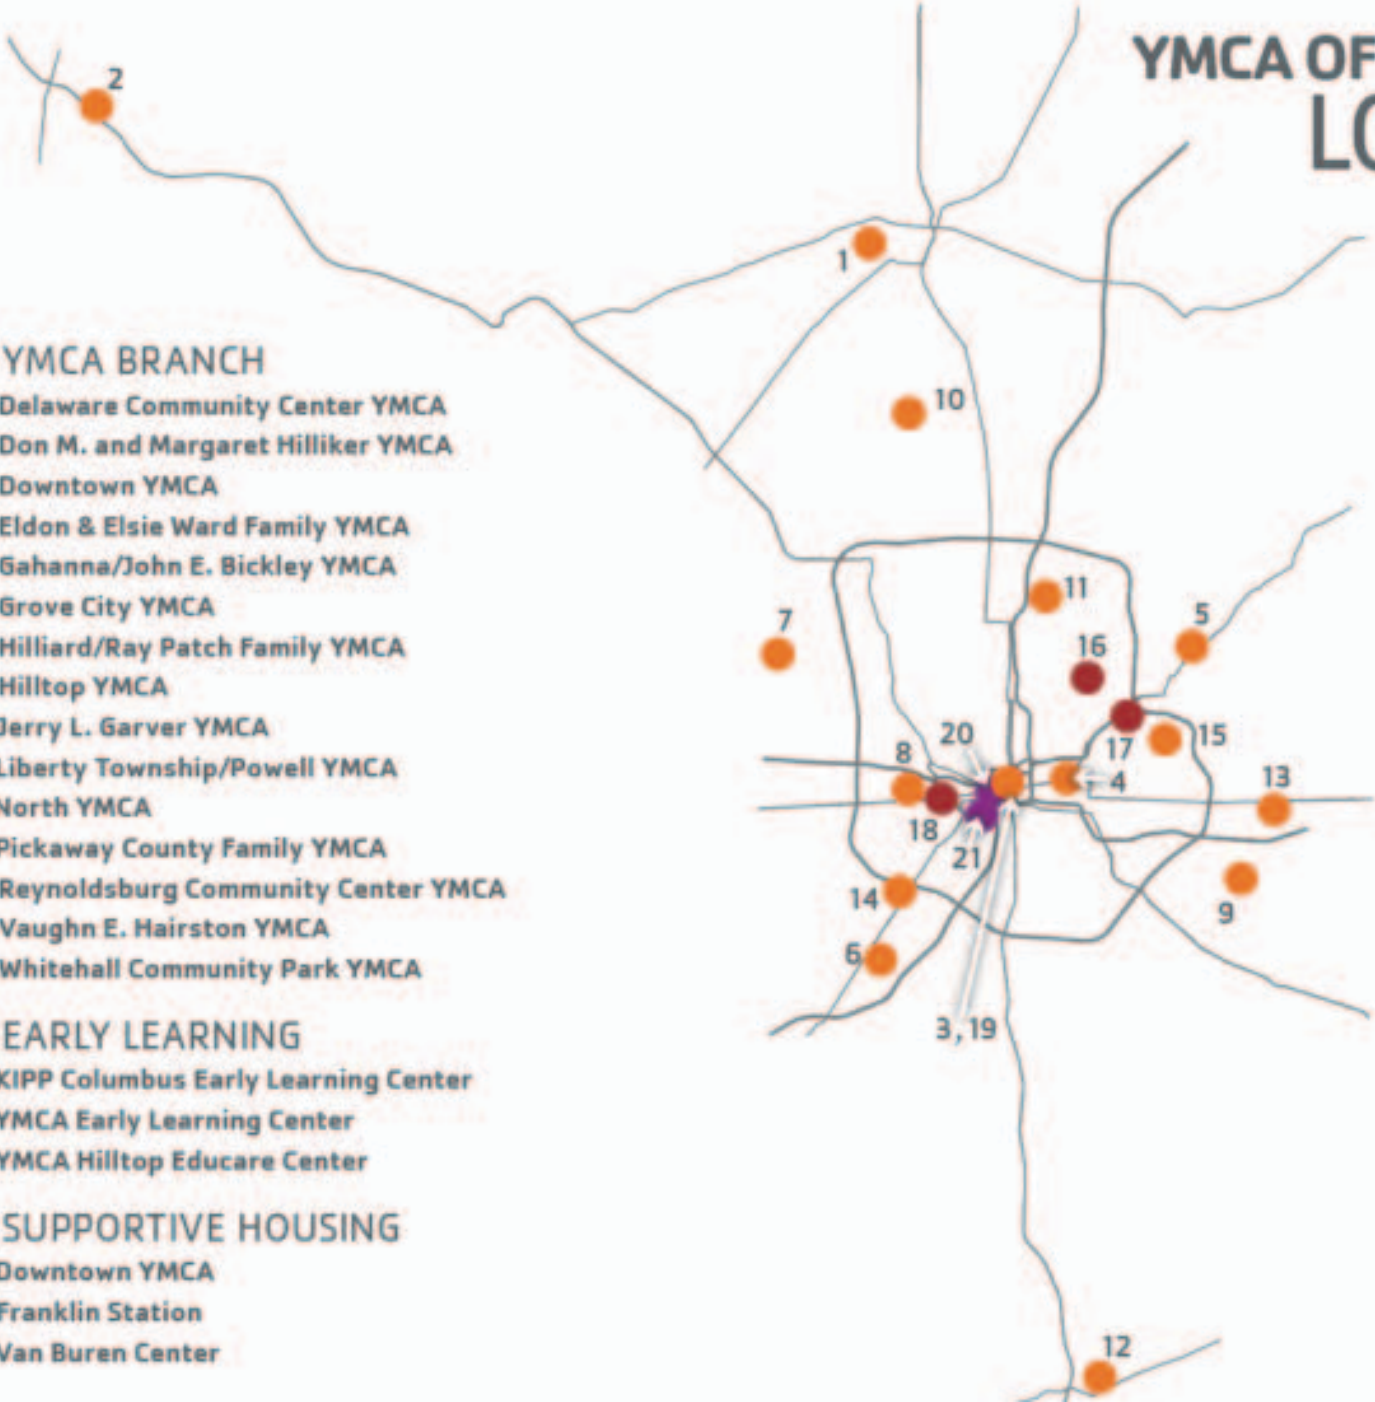 YMCA OF
LO
YMCA BRANCH
Delaware Community Center YMCA
Don M. and Margaret Hilliker YMCA
Downtown YMCA
Eldon & Elsie Ward Family YMCA
Gahanna/John E. Bickley YMCA
Grove City YMCA
Hilliard/Ray Patch Family YMCA
Hilltop YMCA
Jerry L. Garver YMCA
Liberty Township/Powell YMCA
North YMCA
Pickaway County Family YMCA
Reynoldsburg Community Center YMCA
Vaughn E. Hairston YMCA
Whitehall Community Park YMCA
EARLY LEARNING
KIPP Columbus Early Learning Center
YMCA Early Learning Center
YMCA Hilltop Educare Center
SUPPORTIVE HOUSING
Downtown YMCA
Franklin Station
Van Buren Center
2
1
10
11
7
5
16
20
17
15
8
4
13
18
21
14
9
6
3, 19
12